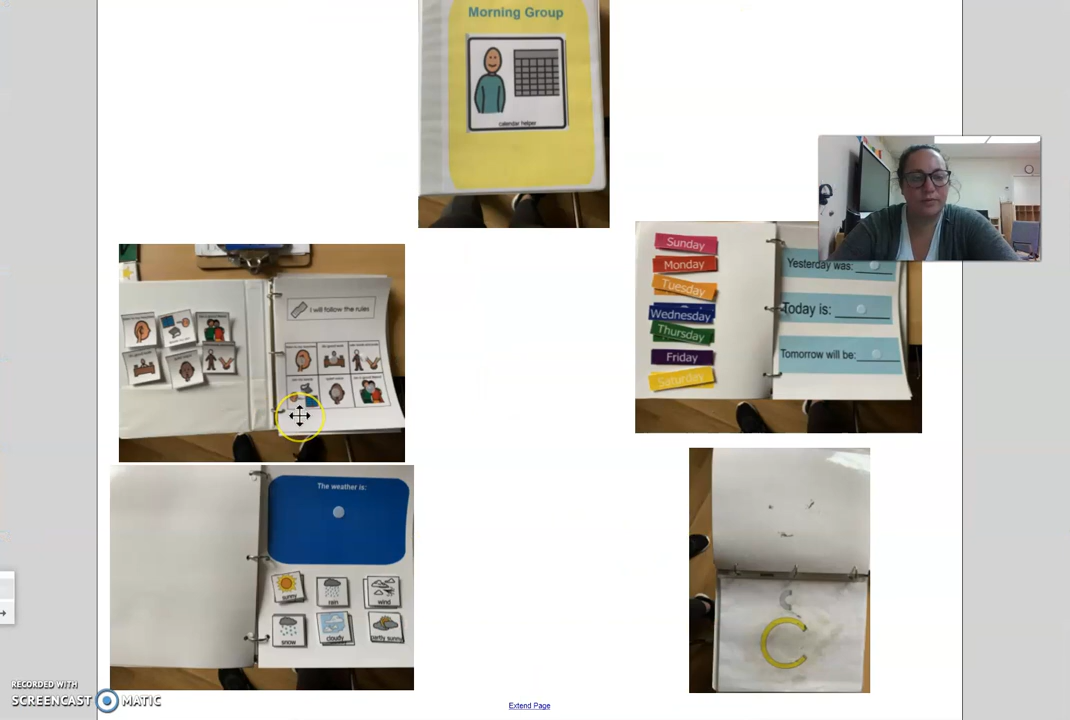 Morning Group
calendar helper
I will follow the rules
Sunday
Monday
Tuesday
Wednesday
Thursday
Friday
Saturday
Yesterday was:
Today is:
Tomorrow will be:
The weather is:
sunny
rain
wind
snow
cloudy
partly sunny
C
Extend Page
RECORDED WITH
SCREENCAST MATIC